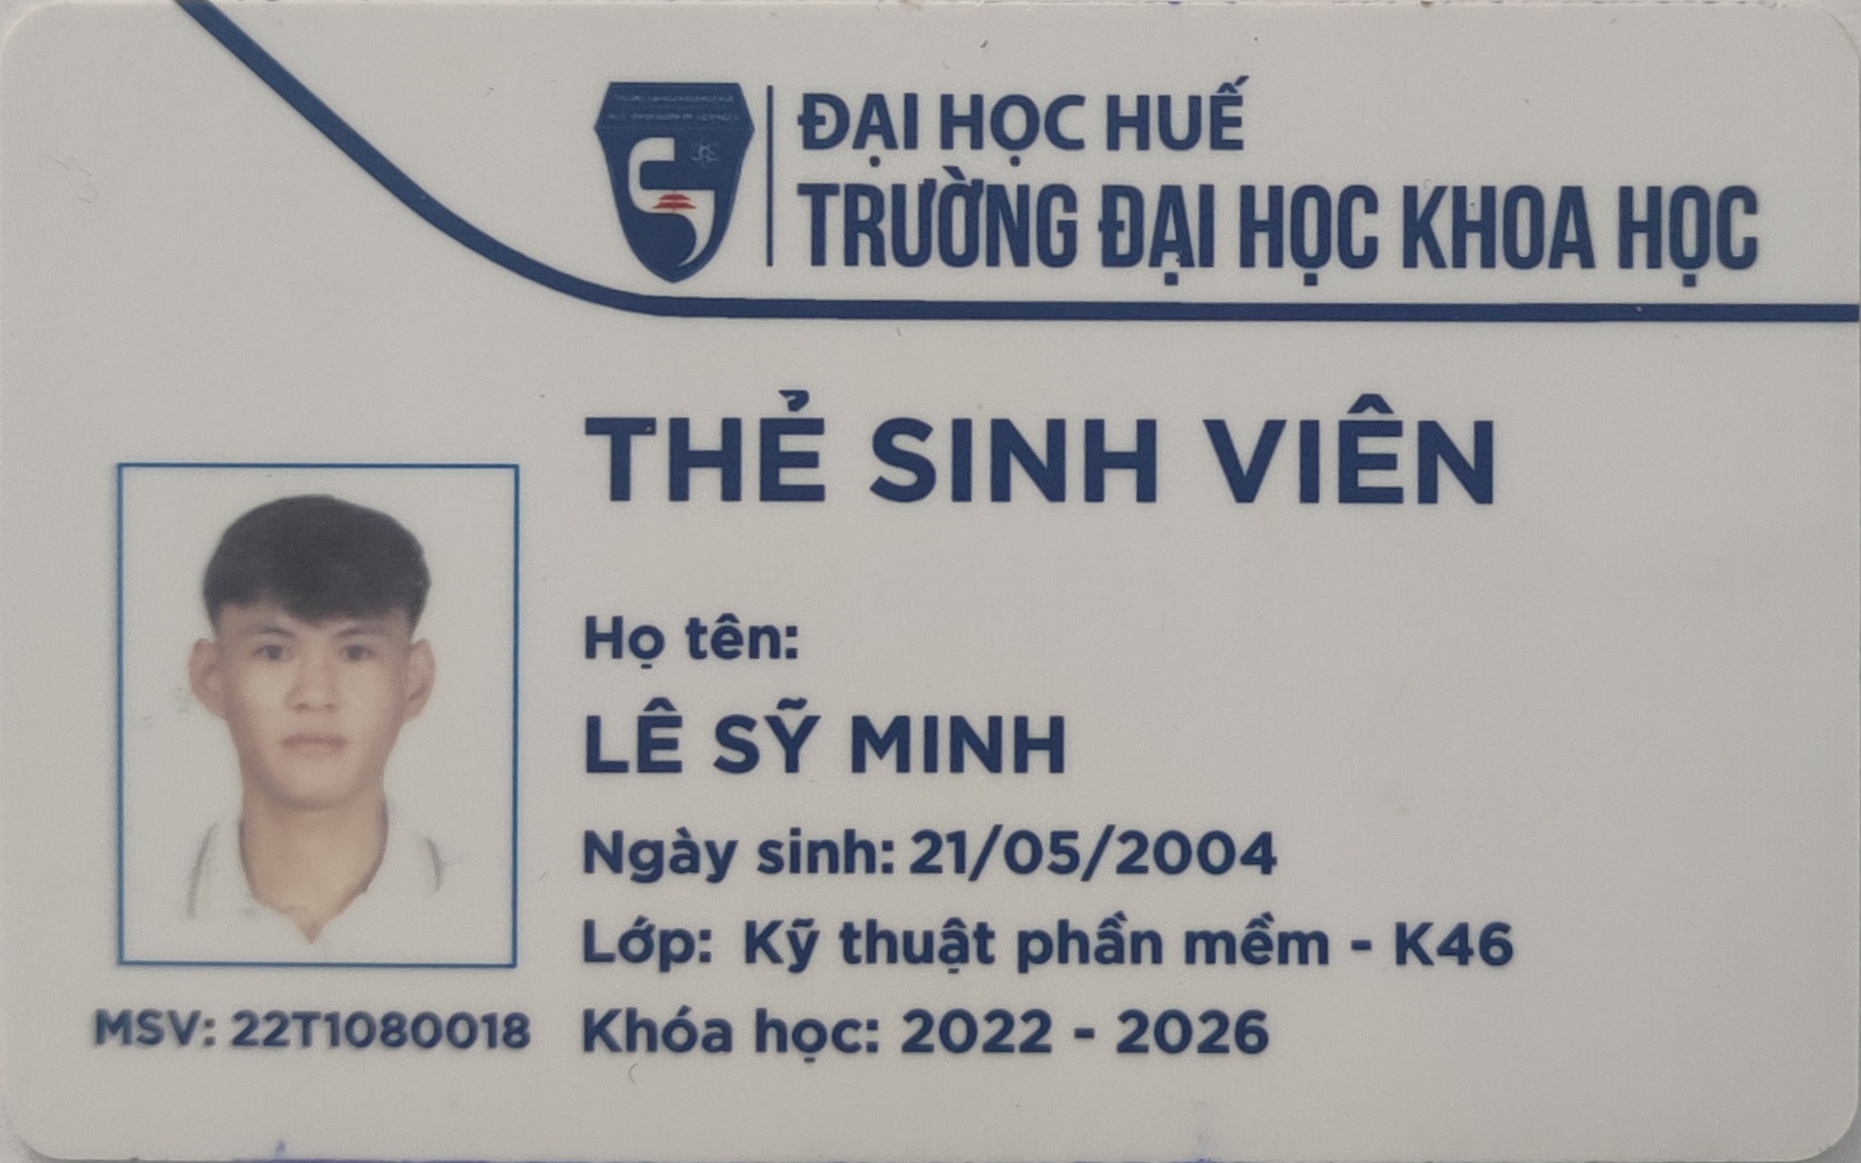 ĐẠI HỌC HUẾ
TRƯỜNG ĐẠI HỌC KHOA HỌC
THẺ SINH VIÊN
Họ tên:
LÊ SỸ MINH
Ngày sinh: 21/05/2004
Lớp: Kỹ thuật phần mềm - K46
Khóa học: 2022 - 2026
MSV: 22T1080018